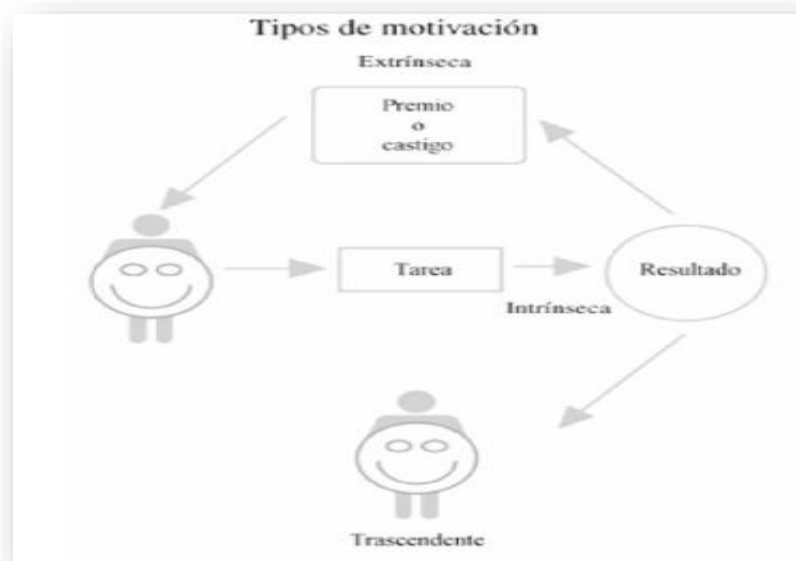 Tipos de motivación
Extrínseca
Premio
o
castigo
Tarea
Resultado
Intrínseca
Trascendente